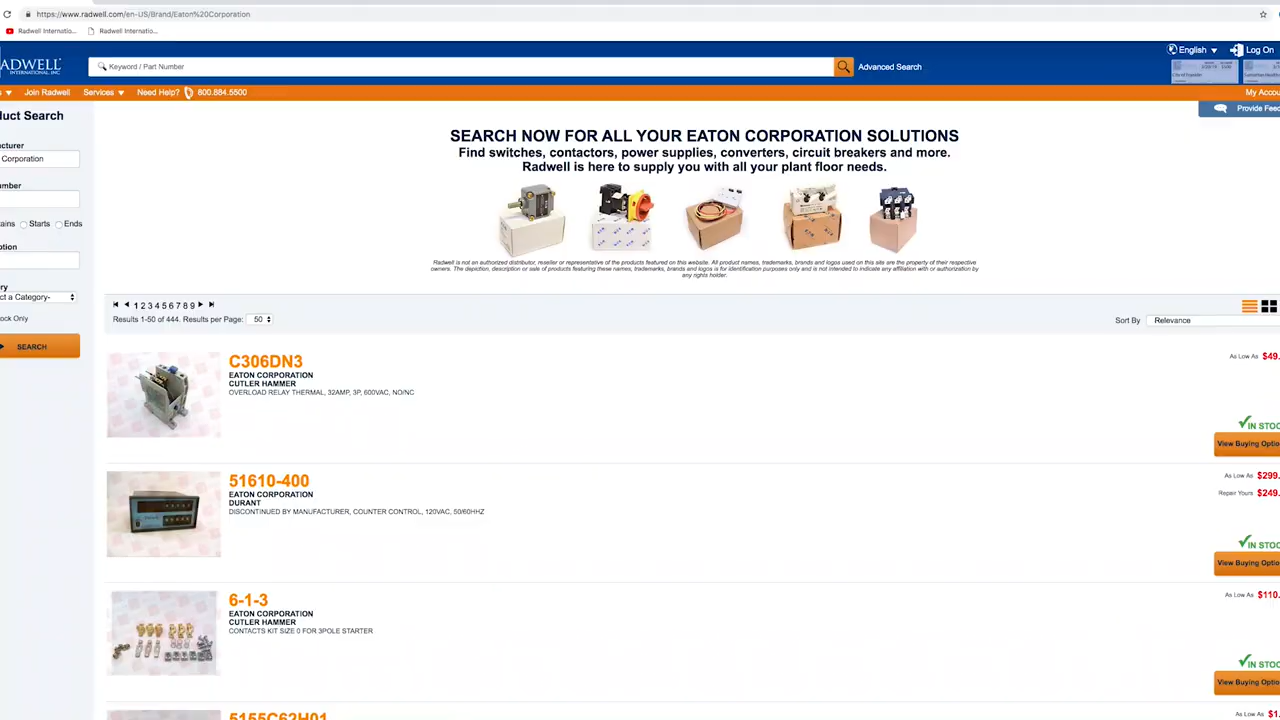 https://www.radwell.com/en-US/Brand/Eaton%20Corporation
Radwell Internatio... Radwell Internatio...
ADWELL
INTERNATIONAL, INC
Keyword / Part Number
Advanced Search
English
Log On
s Join Radwell Services Need Help? 800.884.5500
My Accou
Provide Feed
duct Search
acturer
Corporation
umber
ains Starts Ends
ption
ry
ct a Category-
ock Only
SEARCH
SEARCH NOW FOR ALL YOUR EATON CORPORATION SOLUTIONS
Find switches, contactors, power supplies, converters, circuit breakers and more.
Radwell is here to supply you with all your plant floor needs.
Radwell is not an authorized distributor, reseller or representative of the products featured on this website. All product names, trademarks, brands and logos used on this site are the property of their respective
owners. The depiction, description or sale of products featuring these names, trademarks, brands and logos is for identification purposes only and is not intended to indicate any affiliation with or authorization by
any rights holder.
1 2 3 4 5 6 7 8 9
Results 1-50 of 444. Results per Page: 50
Sort By Relevance
C306DN3
EATON CORPORATION
CUTLER HAMMER
OVERLOAD RELAY THERMAL, 32AMP, 3P, 600VAC, NO/NC
As Low As $49.
IN STOC
View Buying Optio
51610-400
EATON CORPORATION
DURANT
DISCONTINUED BY MANUFACTURER, COUNTER CONTROL, 120VAC, 50/60HHZ
As Low As $299.
Repair Yours $249.
IN STOC
View Buying Optio
6-1-3
EATON CORPORATION
CUTLER HAMMER
CONTACTS KIT SIZE 0 FOR 3POLE STARTER
As Low As $110.
IN STOC
View Buying Optio
5155C62H01
As Low As $1.